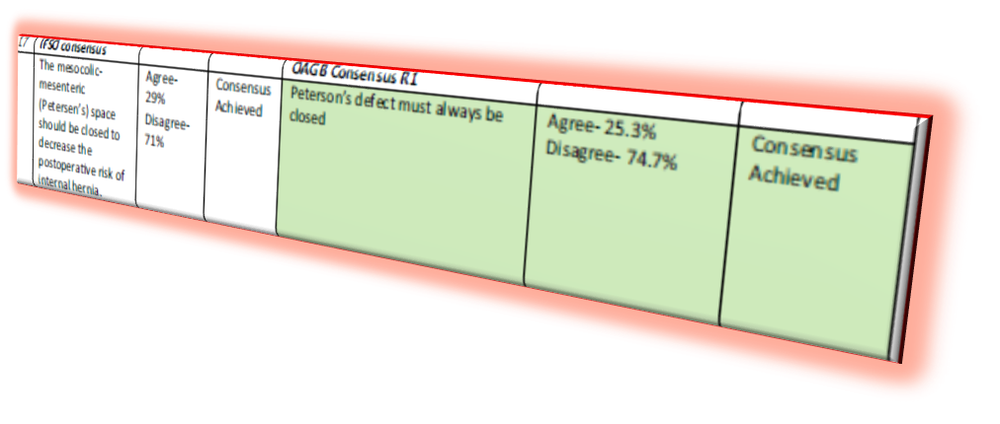 17
IFSO consensus
The mesocolic-
mesenteric
(Petersen's) space
should be closed to
decrease the
postoperative risk of
internal hernia.
Agree-
29%
Disagree-
71%
Consensus
Achieved
OAGB Consensus R1
Peterson's defect must always be
closed
Agree- 25.3%
Disagree- 74.7%
Consensus
Achieved